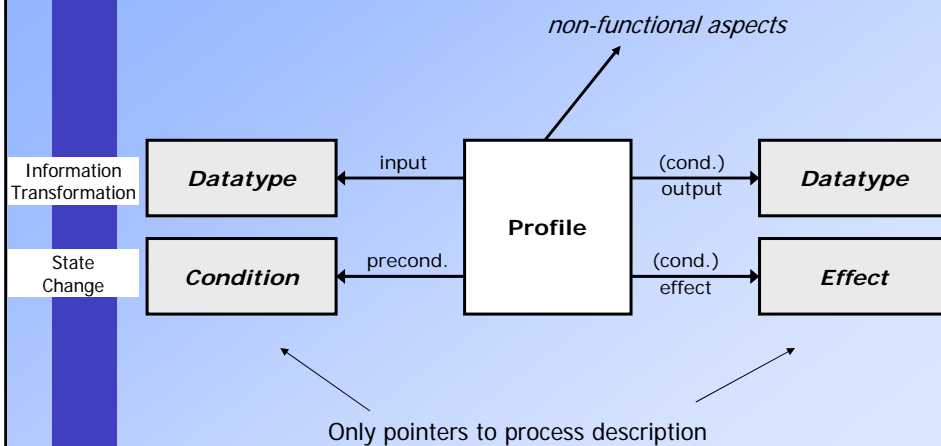 non-functional aspects
Information
Transformation
Datatype
input
(cond.)
output
Datatype
Profile
State
Change
Condition
precond.
(cond.)
effect
Effect
Only pointers to process description